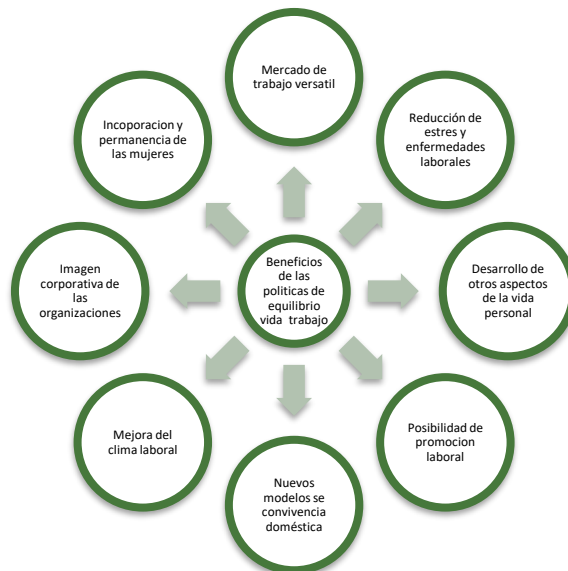 Mercado de
trabajo versatil
Reducción de
estres y
enfermedades
laborales
Desarrollo de
otros aspectos
de la vida
personal
Posibilidad de
promocion
laboral
Nuevos
modelos se
convivencia
doméstica
Mejora del
clima laboral
Imagen
corporativa de
las
organizaciones
Incoporacion y
permanencia de
las mujeres
Beneficios
de las
politicas de
equilibrio
vida trabajo